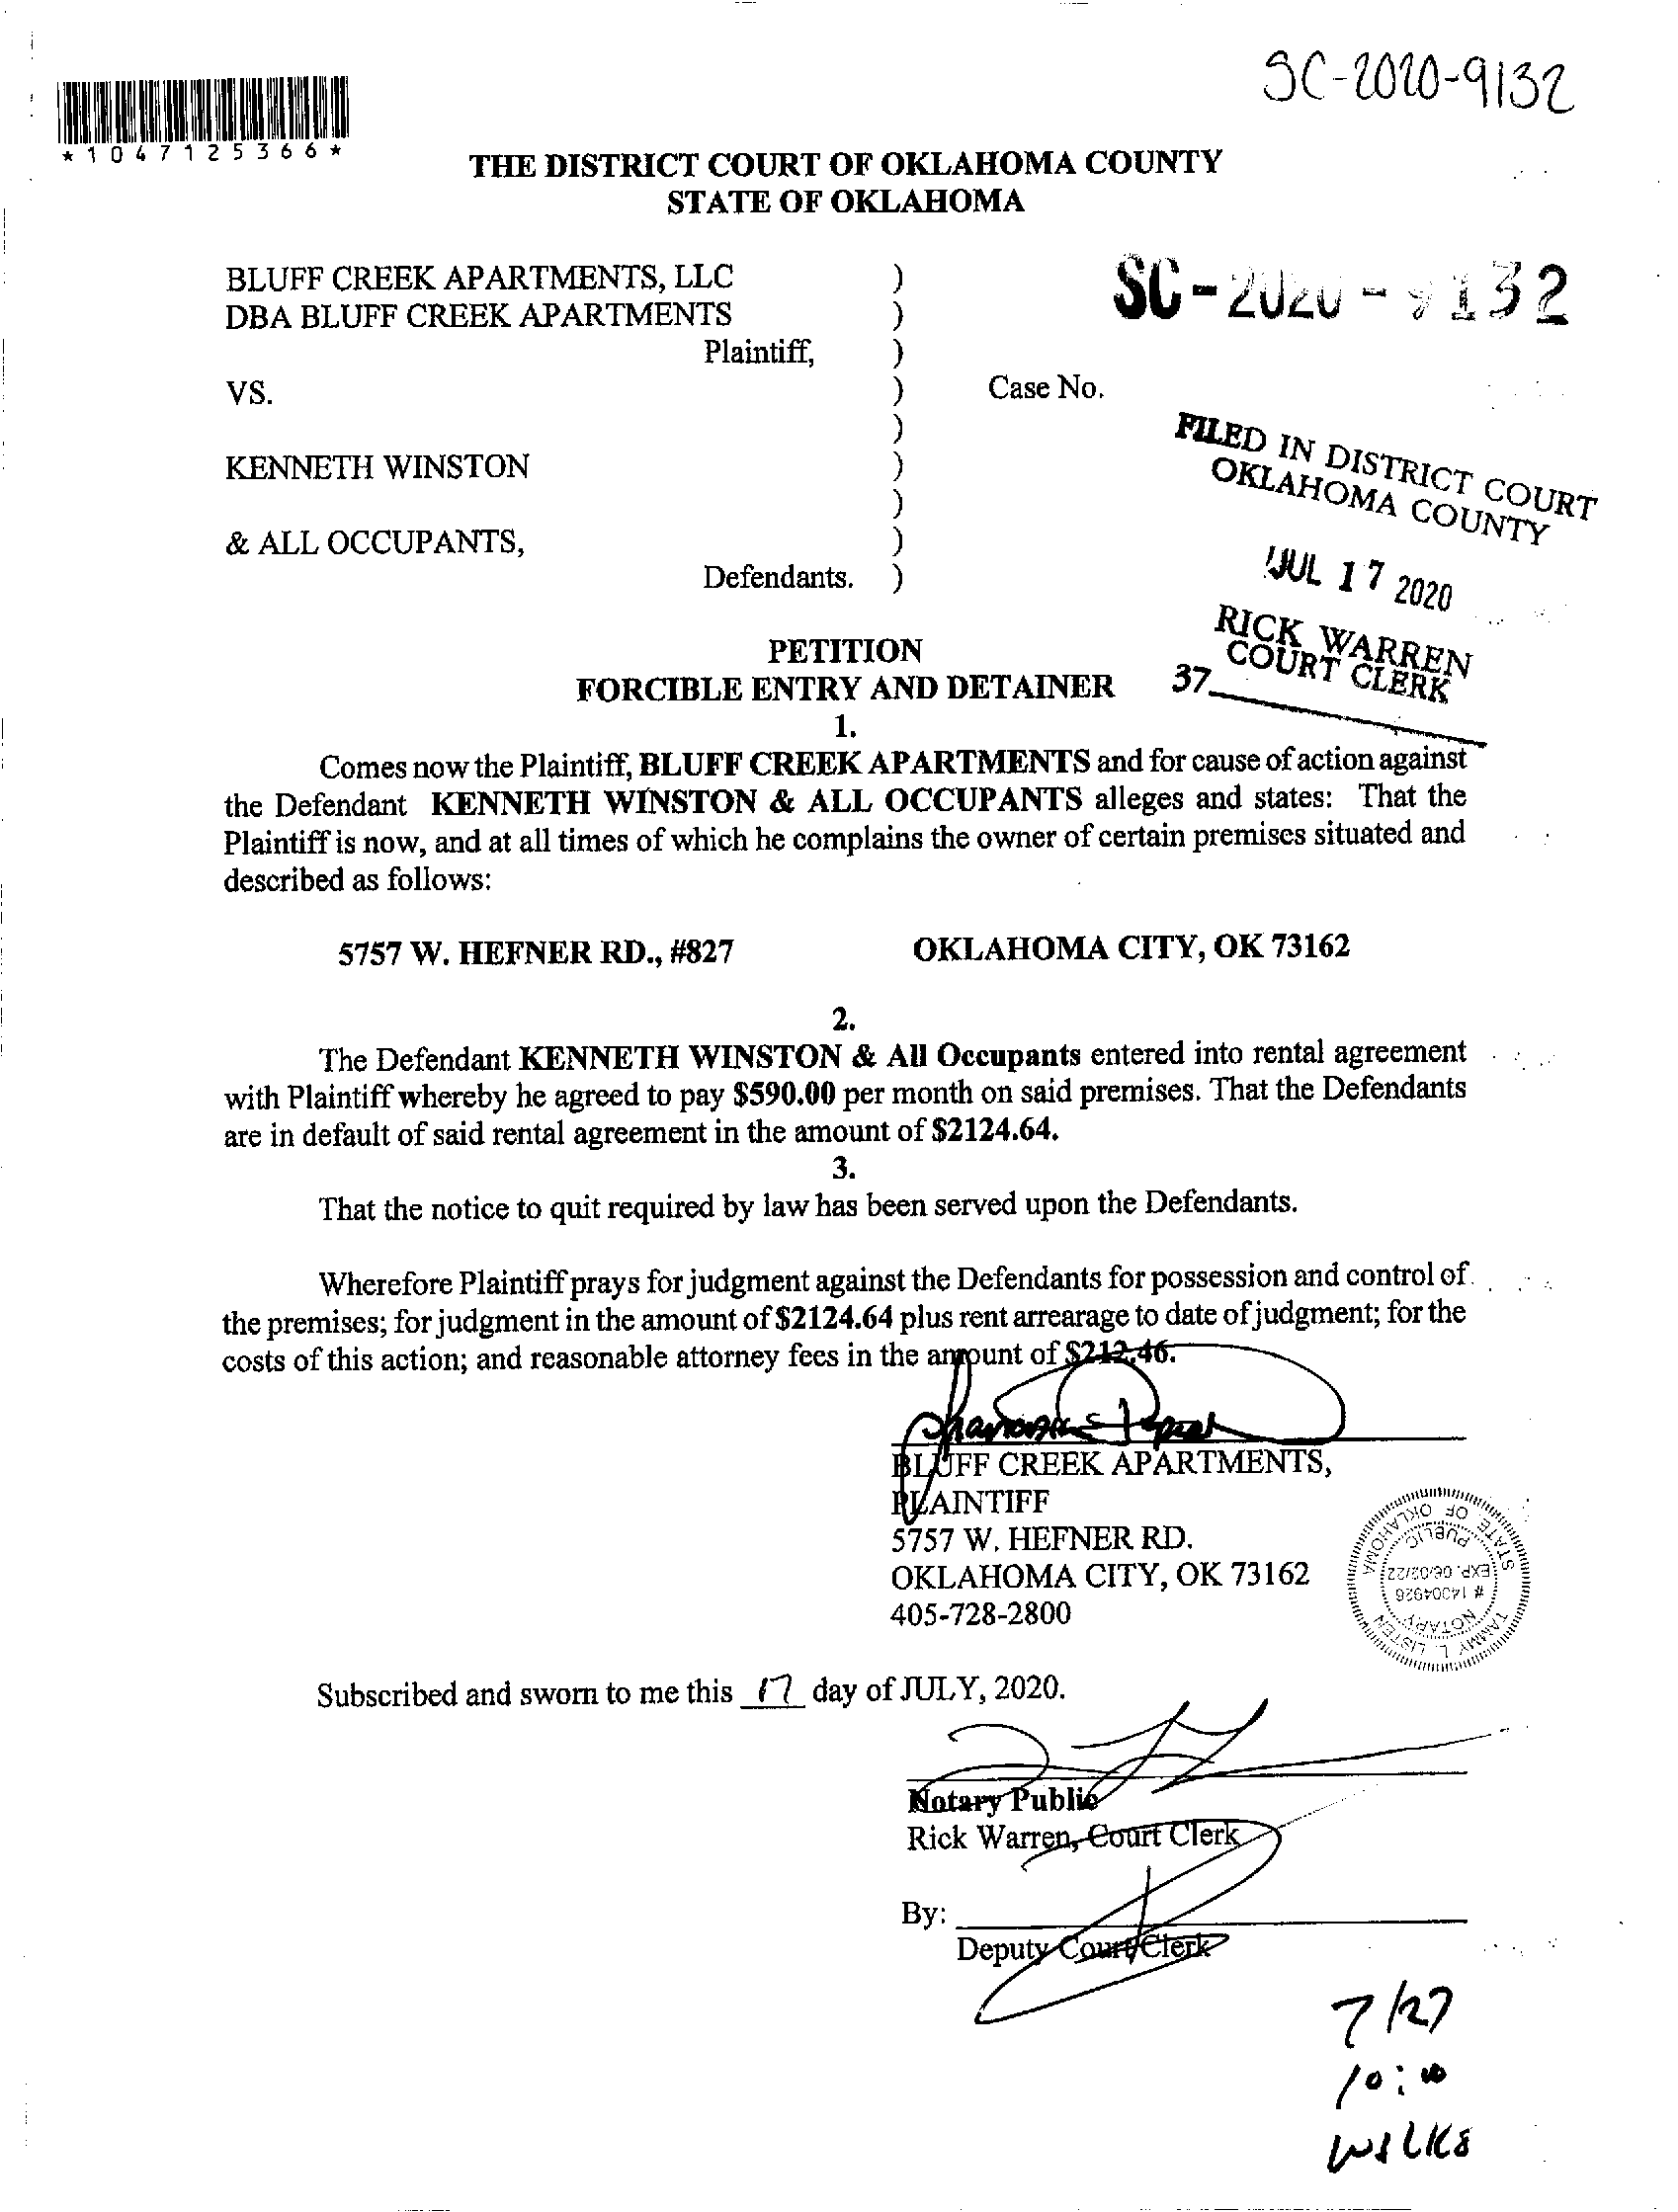 SC-2020-9132
*1047125366*
THE DISTRICT COURT OF OKLAHOMA COUNTY
STATE OF OKLAHOMA
BLUFF CREEK APARTMENTS, LLC )
DBA BLUFF CREEK APARTMENTS )
SC-2020-9132
Plaintiff, )
VS. ) Case No.
)
KENNETH WINSTON )
)
& ALL OCCUPANTS, )
Defendants. )
FILED IN DISTRICT COURT
OKLAHOMA COUNTY
JUL 17 2020
RICK WARREN
COURT CLERK
37
PETITION
FORCIBLE ENTRY AND DETAINER
1.
Comes now the Plaintiff, BLUFF CREEK APARTMENTS and for cause of action against
the Defendant KENNETH WINSTON & ALL OCCUPANTS alleges and states: That the
Plaintiff is now, and at all times of which he complains the owner of certain premises situated and
described as follows:
5757 W. HEFNER RD., #827 OKLAHOMA CITY, OK 73162
2.
The Defendant KENNETH WINSTON & All Occupants entered into rental agreement
with Plaintiff whereby he agreed to pay $590.00 per month on said premises. That the Defendants
are in default of said rental agreement in the amount of $2124.64.
3.
That the notice to quit required by law has been served upon the Defendants.
Wherefore Plaintiff prays for judgment against the Defendants for possession and control of
the premises; for judgment in the amount of $2124.64 plus rent arrearage to date of judgment; for the
costs of this action; and reasonable attorney fees in the amount of $212.46.
BLUFF CREEK APARTMENTS,
PLAINTIFF
5757 W. HEFNER RD.
OKLAHOMA CITY, OK 73162
405-728-2800
TAMMY L. LISTEN
NOTARY
# 14004926
EXP. 06/02/22
PUBLIC
STATE OF OKLAHOMA
Subscribed and sworn to me this 17 day of JULY, 2020.
Notary Public
Rick Warren, Court Clerk
By:
Deputy Court Clerk
7/27
10:00
WILKS